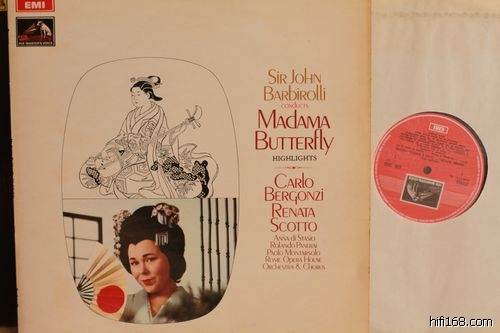 EMI
HIS MASTER'S VOICE
SIR JOHN
BARBIROLLI
CONDUCTS
MADAMA
BUTTERFLY
HIGHLIGHTS
CARLO
BERGONZI
RENATA
SCOTTO
ANNA DI STASIO
ROLANDO PANERAI
PAOLO MONTARSOLO
ROME OPERA HOUSE
ORCHESTRA & CHORUS
EMI
hifi168.com